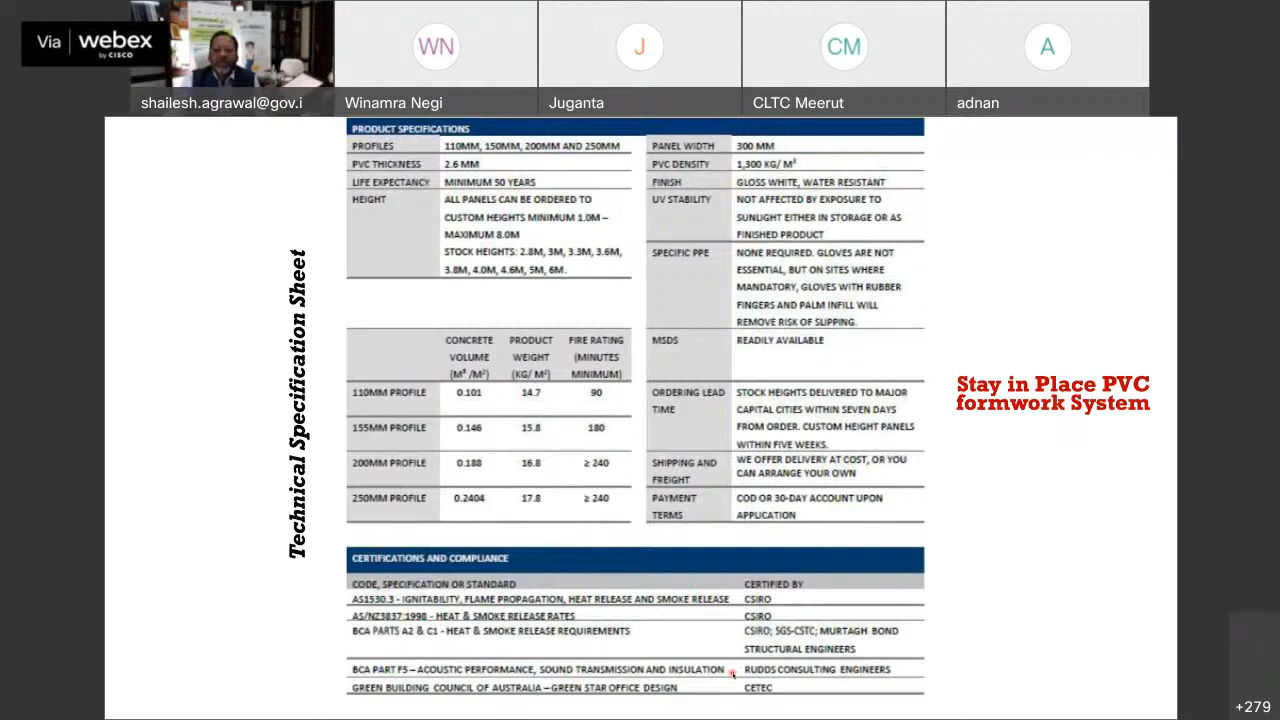 Via webex
by CISCO
shailesh.agrawal@gov.i
WN
Winamra Negi
J
Juganta
CM
CLTC Meerut
A
adnan
Technical Specification Sheet
PRODUCT SPECIFICATIONS
PROFILES 110MM, 150MM, 200MM AND 250MM
PVC THICKNESS 2.6 MM
LIFE EXPECTANCY MINIMUM 50 YEARS
HEIGHT ALL PANELS CAN BE ORDERED TO
CUSTOM HEIGHTS MINIMUM 1.0M –
MAXIMUM 8.0M
STOCK HEIGHTS: 2.8M, 3M, 3.3M, 3.6M,
3.8M, 4.0M, 4.6M, 5M, 6M.
CONCRETE PRODUCT FIRE RATING
VOLUME WEIGHT (MINUTES
(M³ /M²) (KG/ M²) MINIMUM)
110MM PROFILE 0.101 14.7 90
155MM PROFILE 0.146 15.8 180
200MM PROFILE 0.188 16.8 ≥ 240
250MM PROFILE 0.2404 17.8 ≥ 240
PANEL WIDTH 300 MM
PVC DENSITY 1,300 KG/ M³
FINISH GLOSS WHITE, WATER RESISTANT
UV STABILITY NOT AFFECTED BY EXPOSURE TO
SUNLIGHT EITHER IN STORAGE OR AS
FINISHED PRODUCT
SPECIFIC PPE NONE REQUIRED. GLOVES ARE NOT
ESSENTIAL, BUT ON SITES WHERE
MANDATORY, GLOVES WITH RUBBER
FINGERS AND PALM INFILL WILL
REMOVE RISK OF SLIPPING.
MSDS READILY AVAILABLE
ORDERING LEAD STOCK HEIGHTS DELIVERED TO MAJOR
TIME CAPITAL CITIES WITHIN SEVEN DAYS
FROM ORDER. CUSTOM HEIGHT PANELS
WITHIN FIVE WEEKS.
SHIPPING AND WE OFFER DELIVERY AT COST, OR YOU
FREIGHT CAN ARRANGE YOUR OWN
PAYMENT COD OR 30-DAY ACCOUNT UPON
TERMS APPLICATION
CERTIFICATIONS AND COMPLIANCE
CODE, SPECIFICATION OR STANDARD CERTIFIED BY
AS1530.3 - IGNITABILITY, FLAME PROPAGATION, HEAT RELEASE AND SMOKE RELEASE CSIRO
AS/NZ3837:1998 - HEAT & SMOKE RELEASE RATES CSIRO
BCA PARTS A2 & C1 - HEAT & SMOKE RELEASE REQUIREMENTS CSIRO; SGS-CSTC; MURTAGH BOND
STRUCTURAL ENGINEERS
BCA PART F5 – ACOUSTIC PERFORMANCE, SOUND TRANSMISSION AND INSULATION RUDDS CONSULTING ENGINEERS
GREEN BUILDING COUNCIL OF AUSTRALIA – GREEN STAR OFFICE DESIGN CETEC
Stay in Place PVC
formwork System
+279